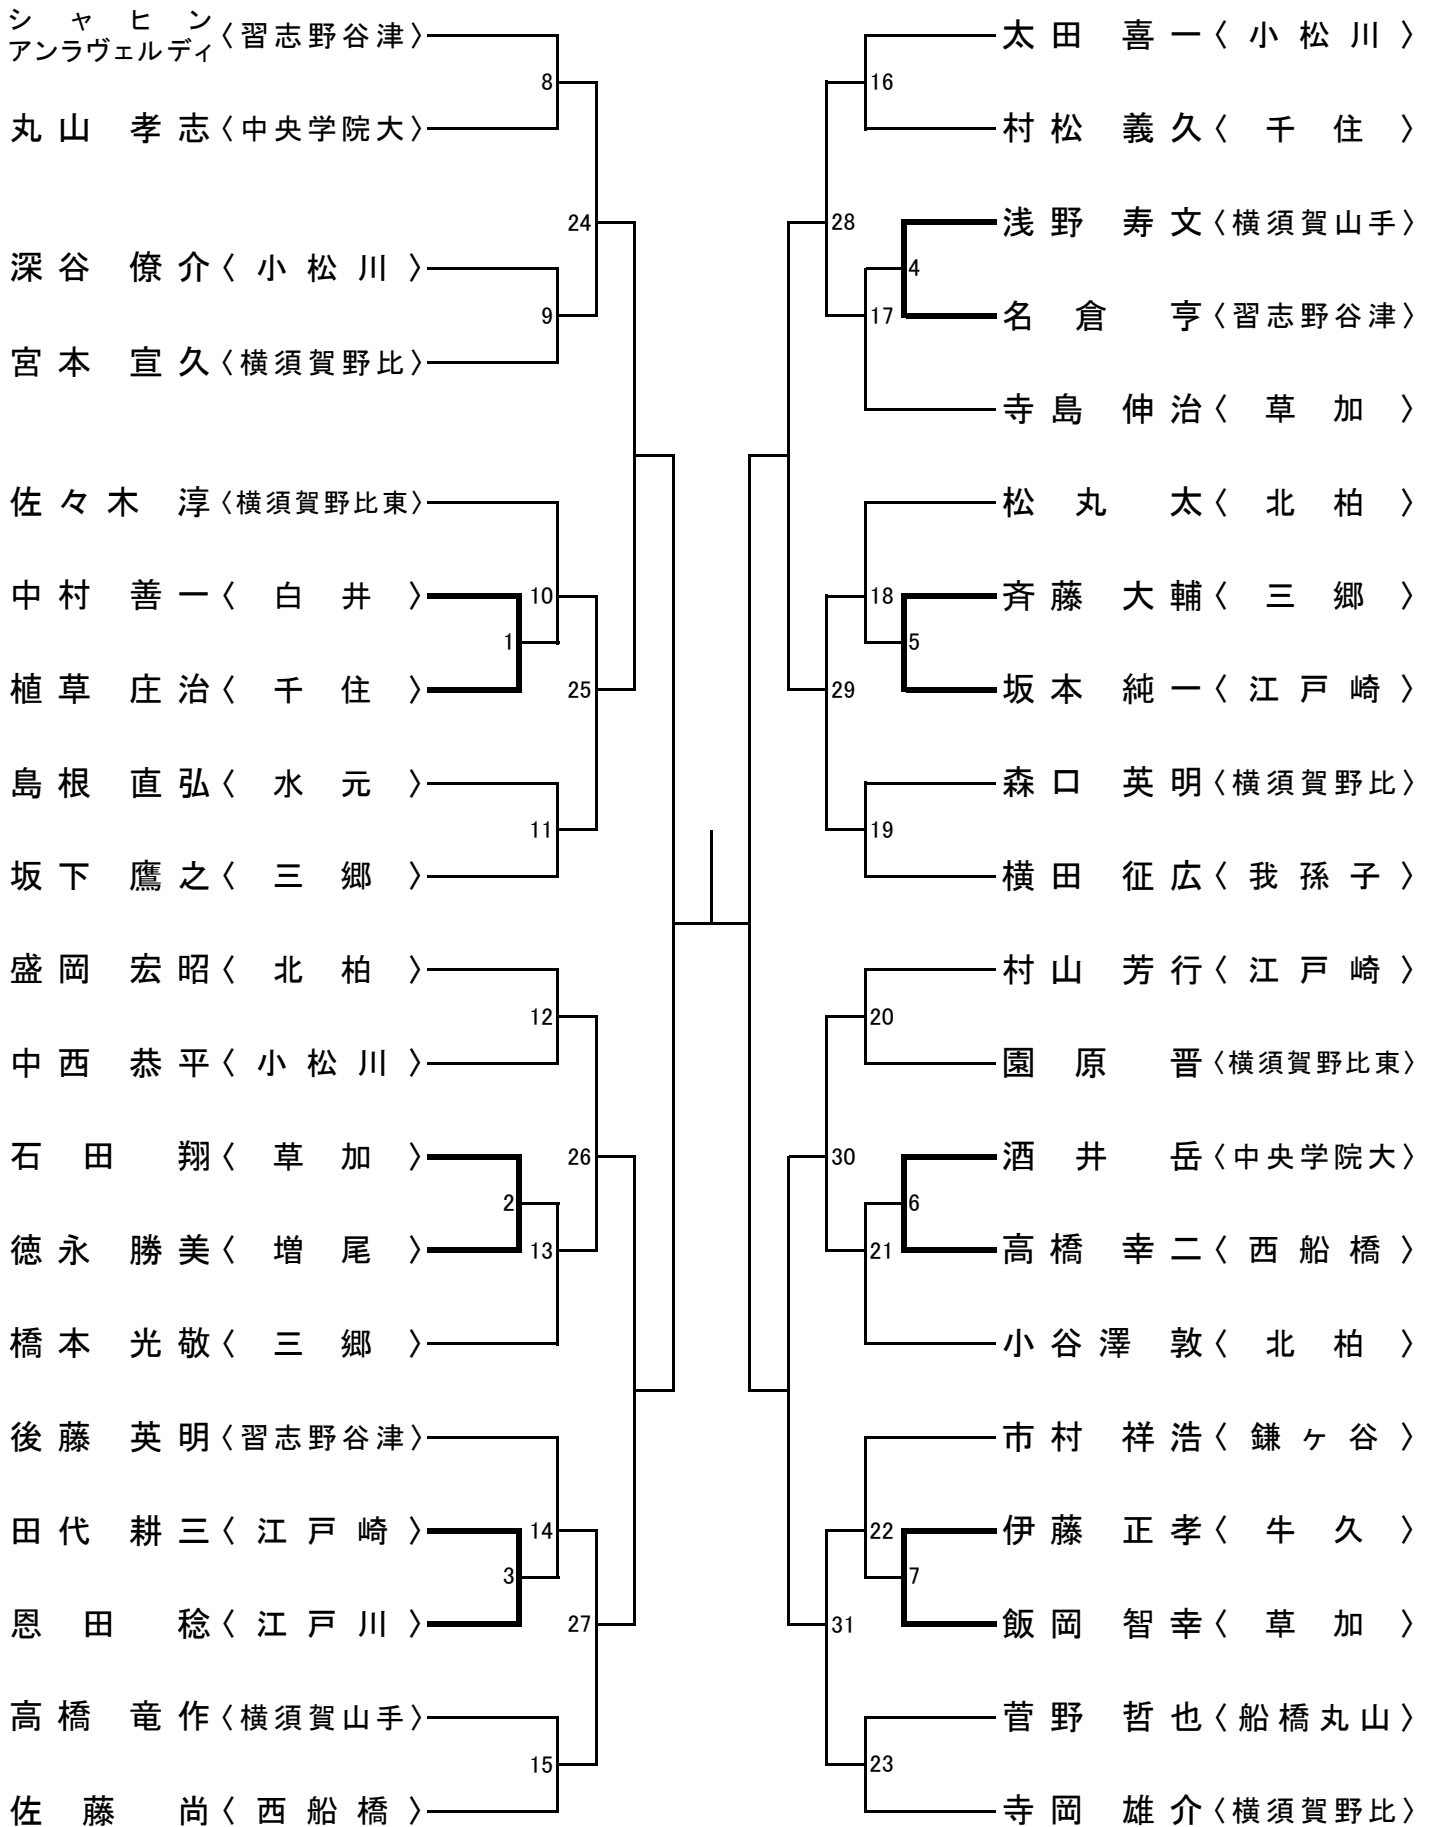 シャヒン
アンラヴェルディ〈習志野谷津〉
8
丸山 孝志〈中央学院大〉
24
深谷 僚介〈小松川〉
9
宮本 宣久〈横須賀野比〉
佐々木 淳〈横須賀野比東〉
中村 善一〈白井〉
10
1
植草 庄治〈千住〉
25
島根 直弘〈水元〉
11
坂下 鷹之〈三郷〉
盛岡 宏昭〈北柏〉
12
中西 恭平〈小松川〉
石田 翔〈草加〉
26
2
徳永 勝美〈増尾〉
13
橋本 光敬〈三郷〉
後藤 英明〈習志野谷津〉
田代 耕三〈江戸崎〉
14
3
恩田 稔〈江戸川〉
27
高橋 竜作〈横須賀山手〉
15
佐藤 尚〈西船橋〉
太田 喜一〈小松川〉
16
村松 義久〈千住〉
28
浅野 寿文〈横須賀山手〉
4
17
名倉 亨〈習志野谷津〉
寺島 伸治〈草加〉
松丸 太〈北柏〉
18
斉藤 大輔〈三郷〉
5
29
坂本 純一〈江戸崎〉
森口 英明〈横須賀野比〉
19
横田 征広〈我孫子〉
村山 芳行〈江戸崎〉
20
園原 晋〈横須賀野比東〉
30
酒井 岳〈中央学院大〉
6
21
高橋 幸二〈西船橋〉
小谷澤 敦〈北柏〉
市村 祥浩〈鎌ヶ谷〉
22
伊藤 正孝〈牛久〉
7
31
飯岡 智幸〈草加〉
菅野 哲也〈船橋丸山〉
23
寺岡 雄介〈横須賀野比〉